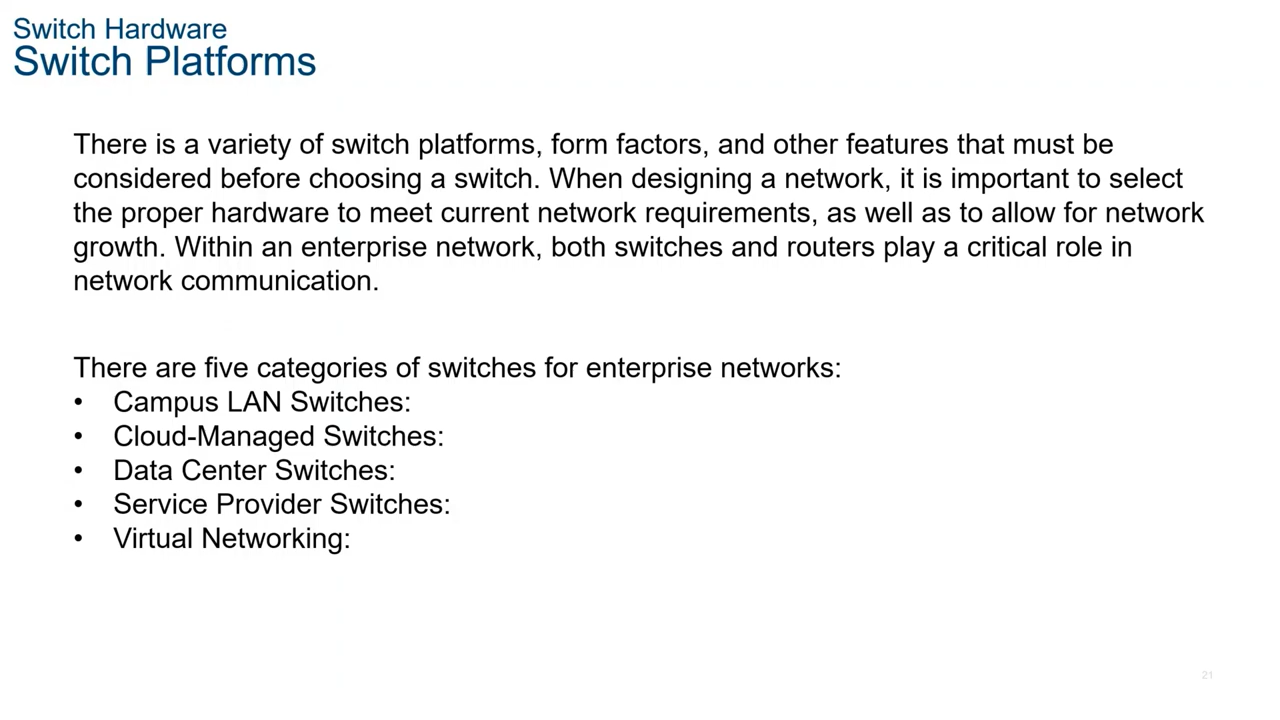 Switch Hardware
Switch Platforms
There is a variety of switch platforms, form factors, and other features that must be
considered before choosing a switch. When designing a network, it is important to select
the proper hardware to meet current network requirements, as well as to allow for network
growth. Within an enterprise network, both switches and routers play a critical role in
network communication.
There are five categories of switches for enterprise networks:
• Campus LAN Switches:
• Cloud-Managed Switches:
• Data Center Switches:
• Service Provider Switches:
• Virtual Networking:
21